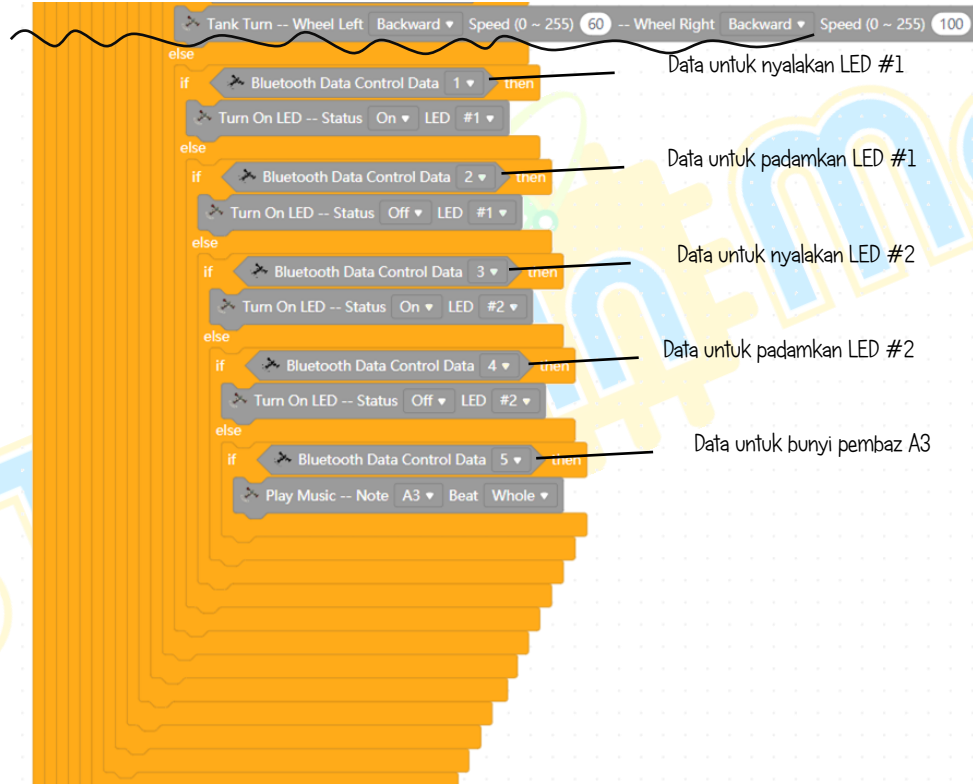 Tank Turn -- Wheel Left Backward Speed (0 ~ 255) 60 -- Wheel Right Backward Speed (0 ~ 255) 100
else
if Bluetooth Data Control Data 1 then
Data untuk nyalakan LED #1
Turn On LED -- Status On LED #1
else
if Bluetooth Data Control Data 2 then
Data untuk padamkan LED #1
Turn On LED -- Status Off LED #1
else
if Bluetooth Data Control Data 3 then
Data untuk nyalakan LED #2
Turn On LED -- Status On LED #2
else
if Bluetooth Data Control Data 4 then
Data untuk padamkan LED #2
Turn On LED -- Status Off LED #2
else
if Bluetooth Data Control Data 5 then
Data untuk bunyi pembaz A3
Play Music -- Note A3 Beat Whole